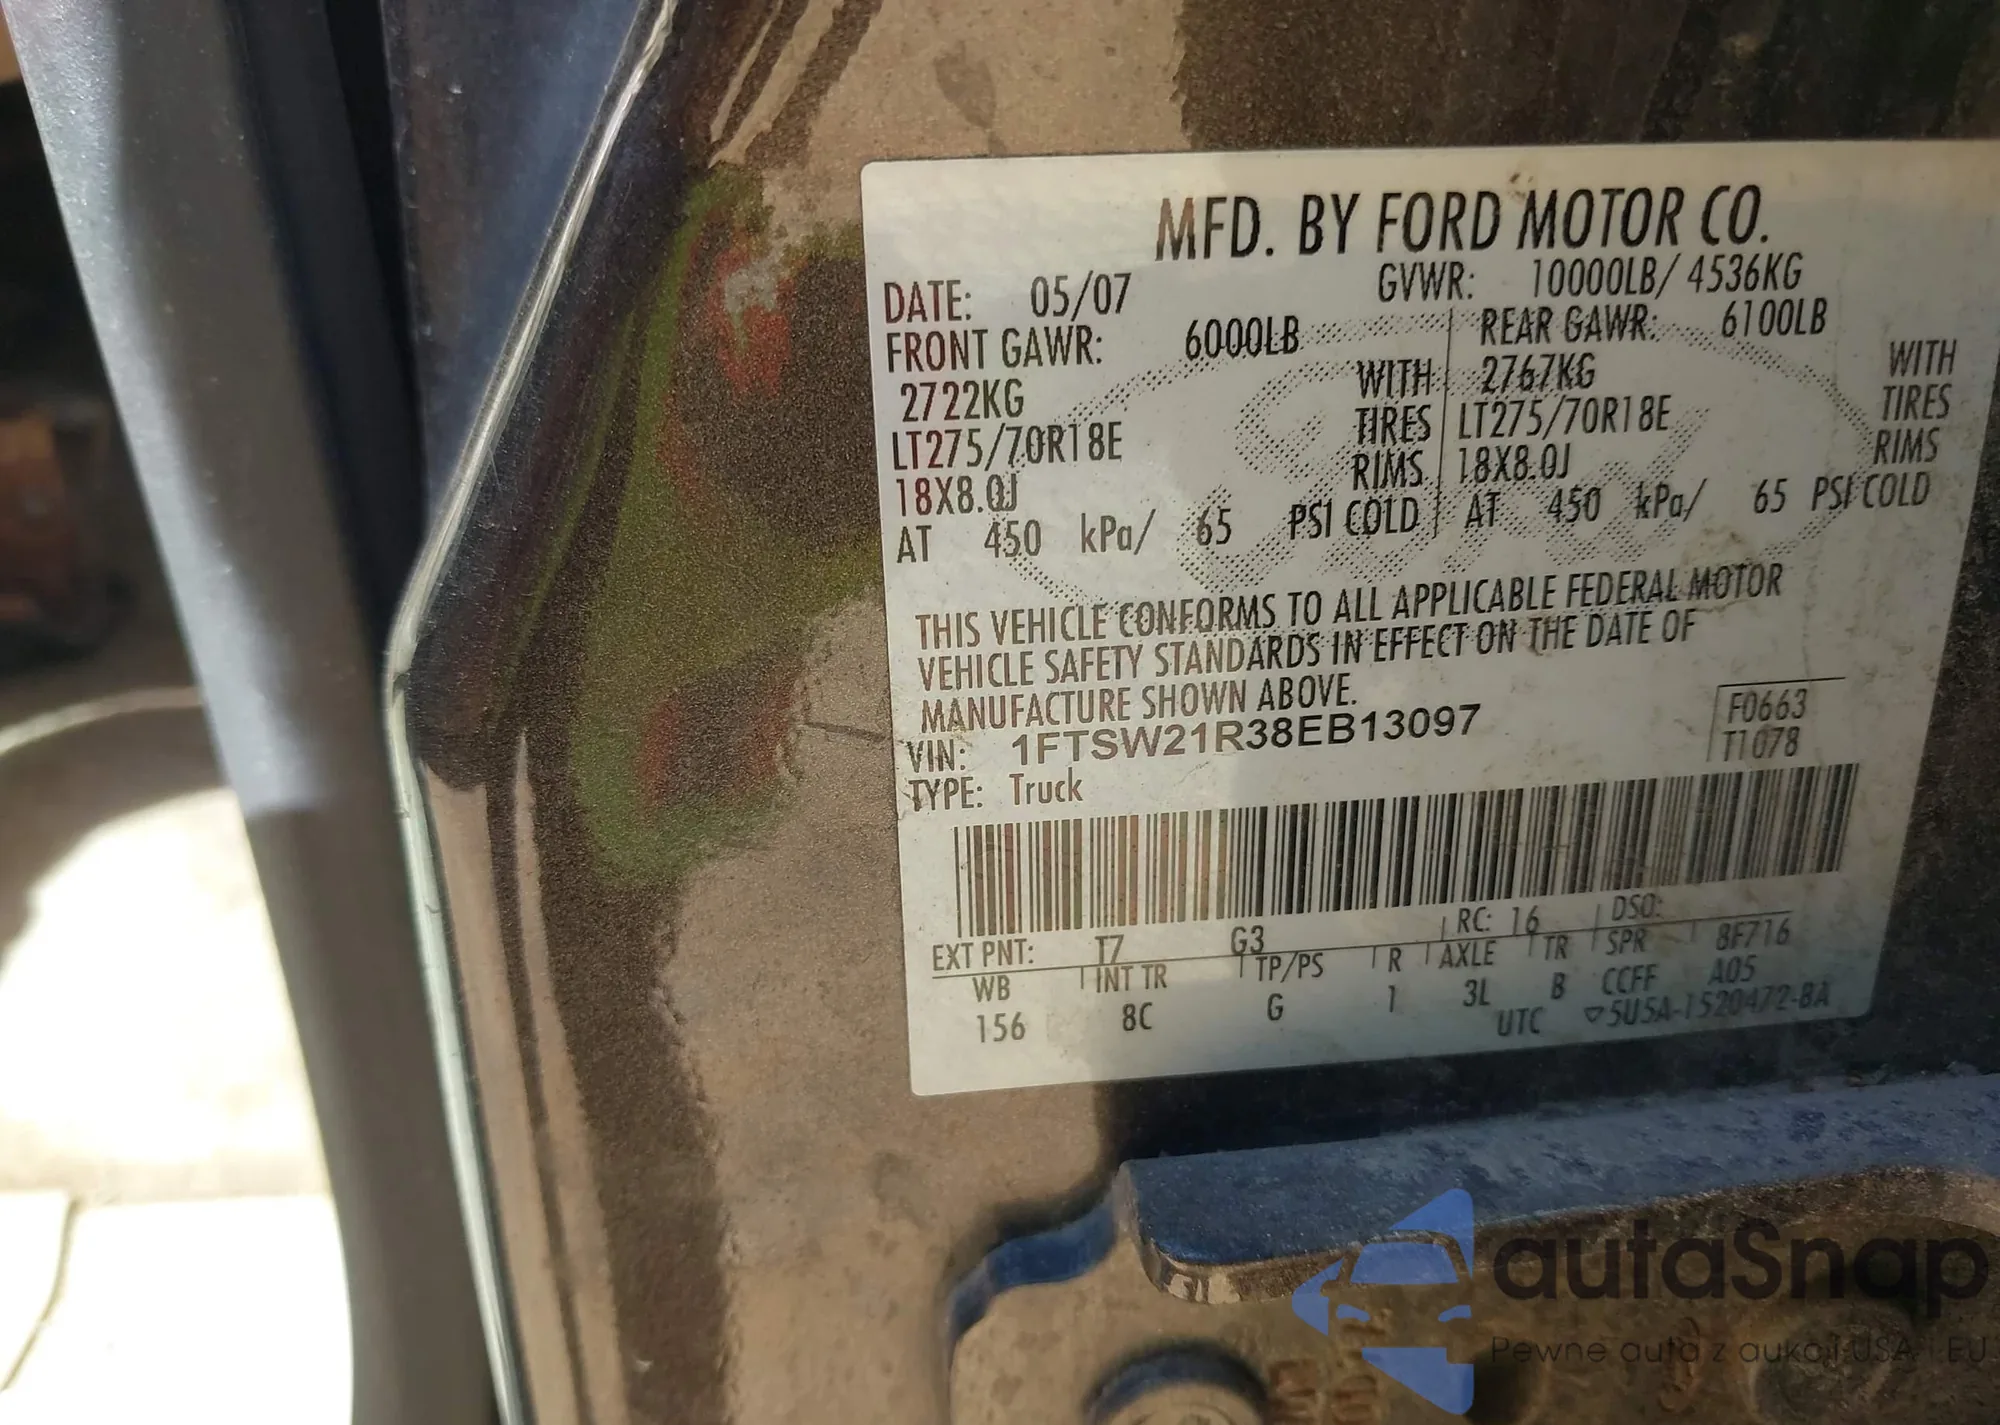 MFD. BY FORD MOTOR CO.
DATE: 05/07 GVWR: 10000LB/ 4536KG
FRONT GAWR: 6000LB REAR GAWR: 6100LB
2722KG WITH 2767KG WITH
LT275/70R18E TIRES LT275/70R18E TIRES
18X8.0J RIMS 18X8.0J RIMS
AT 450 kPa/ 65 PSI COLD AT 450 kPa/ 65 PSI COLD
THIS VEHICLE CONFORMS TO ALL APPLICABLE FEDERAL MOTOR
VEHICLE SAFETY STANDARDS IN EFFECT ON THE DATE OF
MANUFACTURE SHOWN ABOVE.
VIN: 1FTSW21R38EB13097
F0663
T1078
TYPE: Truck
EXT PNT: T7 G3 RC: 16 DSO:
WB INT TR TP/PS R AXLE TR SPR 8F716
156 8C G 1 3L B CCFF A05
UTC ▽5U5A-1520472-BA
autaSnap
Pewne auta z aukcji USA i EU